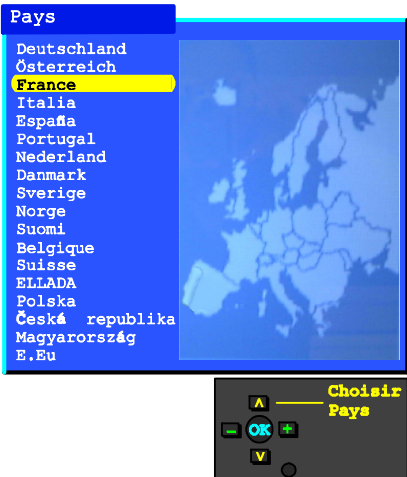 Pays
Deutschland
Österreich
France
Italia
España
Portugal
Nederland
Danmark
Sverige
Norge
Suomi
Belgique
Suisse
ELLADA
Polska
Česká republika
Magyarország
E.Eu
Choisir
Pays
OK